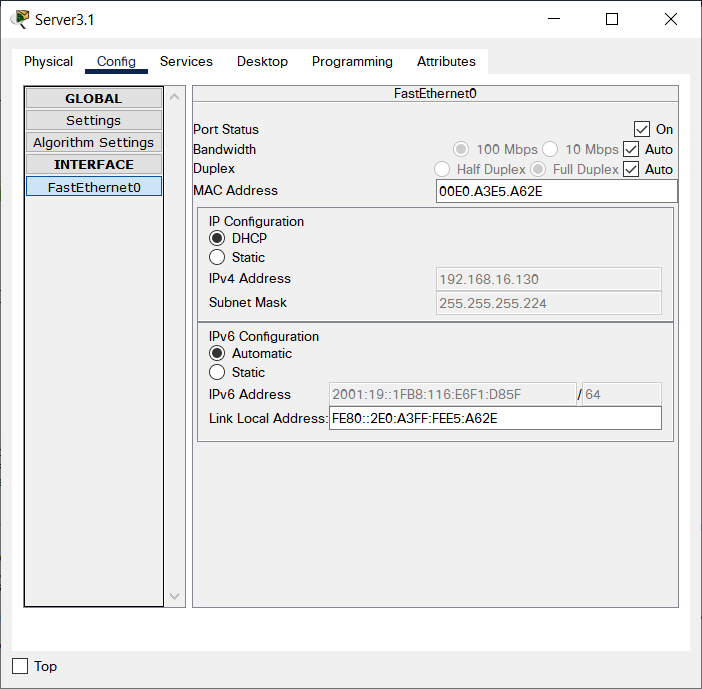 Server3.1
Physical Config Services Desktop Programming Attributes
GLOBAL
Settings
Algorithm Settings
INTERFACE
FastEthernet0
FastEthernet0
Port Status On
Bandwidth 100 Mbps 10 Mbps Auto
Duplex Half Duplex Full Duplex Auto
MAC Address 00E0.A3E5.A62E
IP Configuration
DHCP
Static
IPv4 Address 192.168.16.130
Subnet Mask 255.255.255.224
IPv6 Configuration
Automatic
Static
IPv6 Address 2001:19::1FB8:116:E6F1:D85F / 64
Link Local Address: FE80::2E0:A3FF:FEE5:A62E
Top